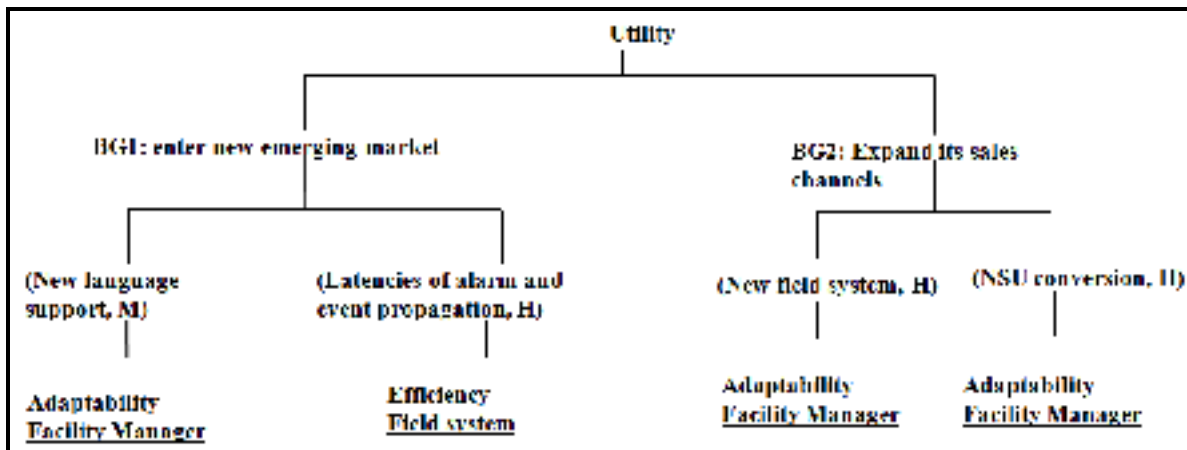 Utility
BG1: enter new emerging market
BG2: Expand its sales
channels
(New language
support, M)
(Latencies of alarm and
event propagation, H)
(New field system, H)
(NSU conversion, H)
Adaptability
Facility Manager
Efficiency
Field system
Adaptability
Facility Manager
Adaptability
Facility Manager